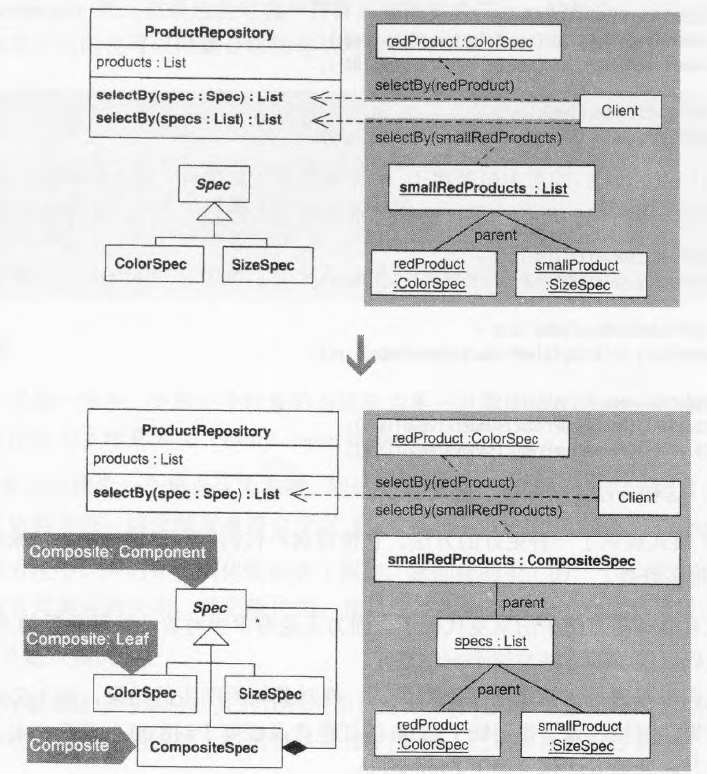 ProductRepository
products : List
selectBy(spec : Spec) : List
selectBy(specs : List) : List
Spec
ColorSpec
SizeSpec
redProduct :ColorSpec
selectBy(redProduct)
Client
selectBy(smallRedProducts)
smallRedProducts : List
parent
redProduct
:ColorSpec
smallProduct
:SizeSpec
ProductRepository
products : List
selectBy(spec : Spec) : List
Composite: Component
Spec
Composite: Leaf
ColorSpec
SizeSpec
Composite
CompositeSpec
redProduct :ColorSpec
selectBy(redProduct)
selectBy(smallRedProducts)
Client
smallRedProducts : CompositeSpec
parent
specs : List
parent
redProduct
:ColorSpec
smallProduct
:SizeSpec